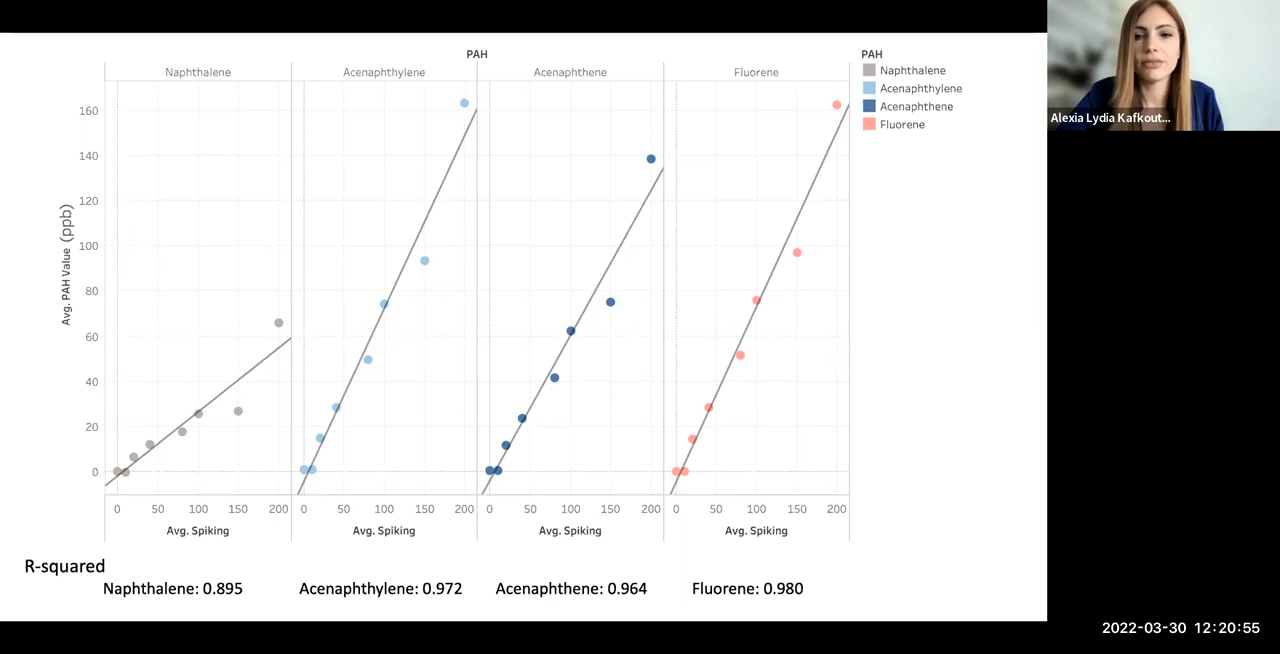 PAH
Naphthalene Acenaphthylene Acenaphthene Fluorene
160
140
120
100
80
60
40
20
0
Avg. PAH Value (ppb)
0 50 100 150 200 0 50 100 150 200 0 50 100 150 200 0 50 100 150 200
Avg. Spiking Avg. Spiking Avg. Spiking Avg. Spiking
PAH
Naphthalene
Acenaphthylene
Acenaphthene
Fluorene
R-squared
Naphthalene: 0.895 Acenaphthylene: 0.972 Acenaphthene: 0.964 Fluorene: 0.980
Alexia Lydia Kafkout...
2022-03-30 12:20:55